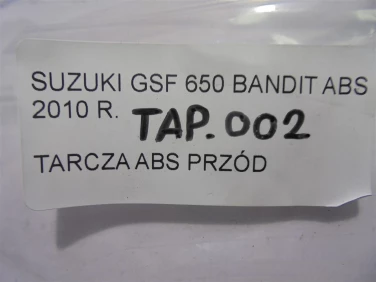 SUZUKI GSF 650 BANDIT ABS
2010 R. TAP.002
TARCZA ABS PRZÓD